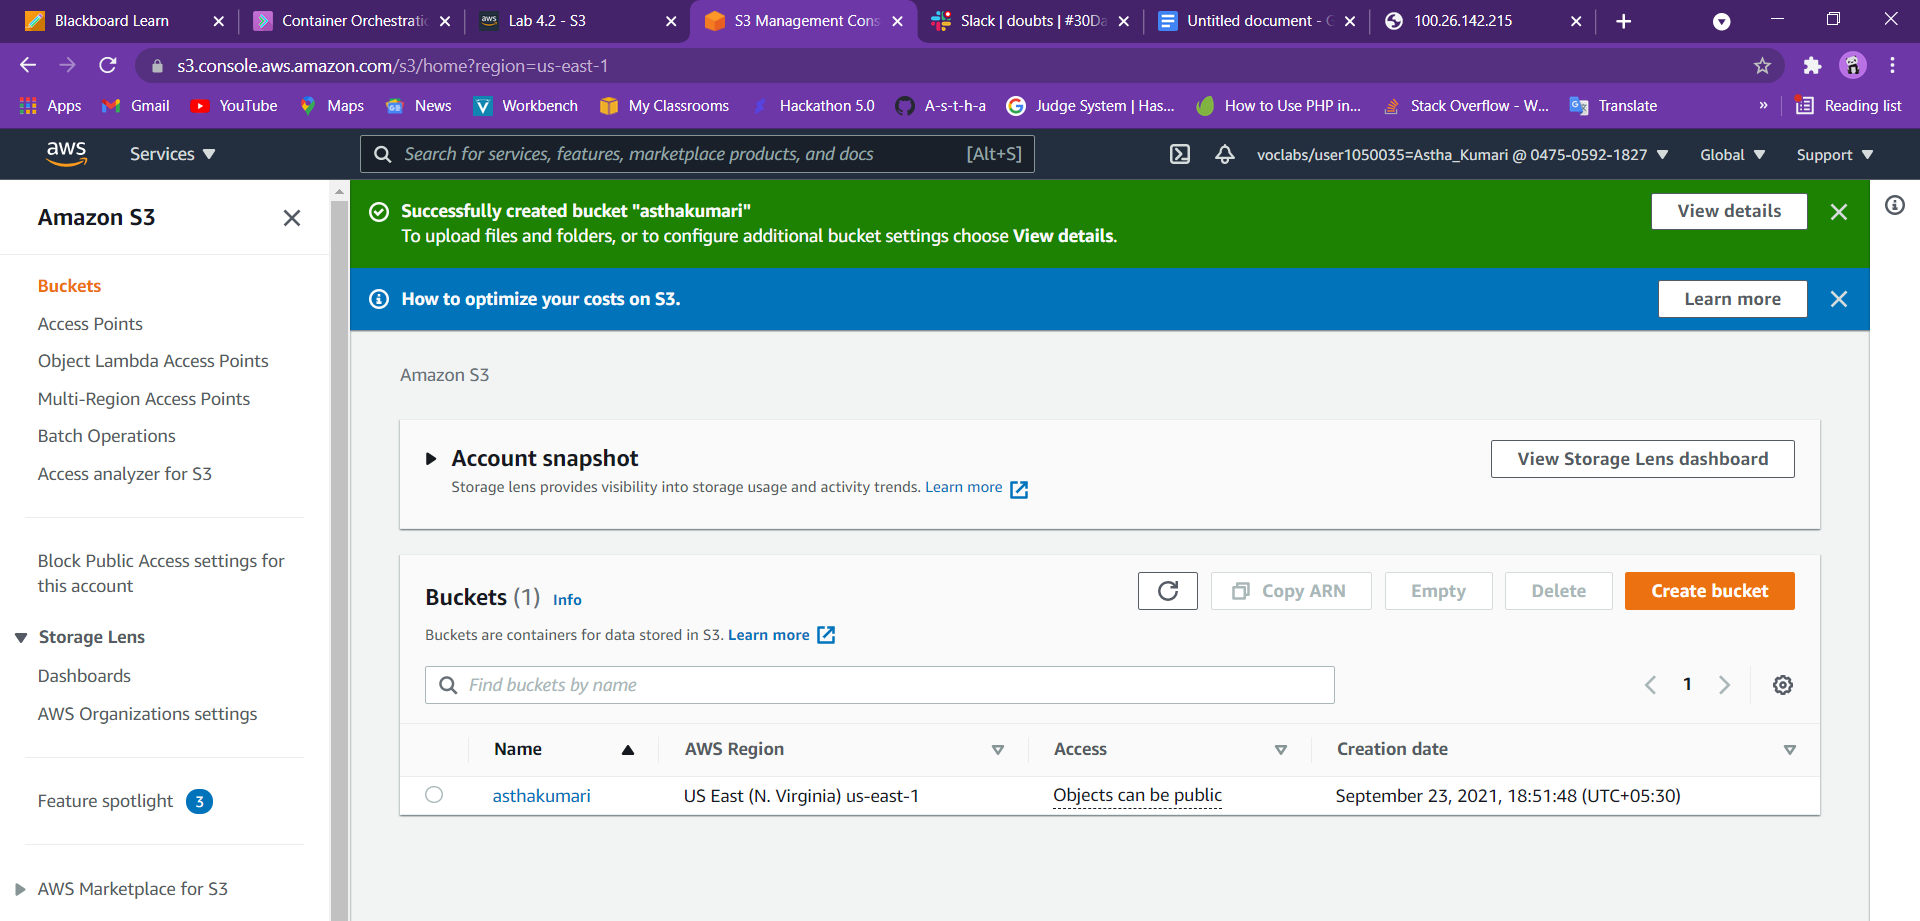 Blackboard Learn
Container Orchestratic
Lab 4.2 - S3
S3 Management Cons
Slack | doubts | #30Da
Untitled document - G
100.26.142.215
s3.console.aws.amazon.com/s3/home?region=us-east-1
Apps
Gmail
YouTube
Maps
News
Workbench
My Classrooms
Hackathon 5.0
A-s-t-h-a
Judge System | Has...
How to Use PHP in...
Stack Overflow - W...
Translate
»
Reading list
aws
Services
Search for services, features, marketplace products, and docs
[Alt+S]
voclabs/user1050035=Astha_Kumari @ 0475-0592-1827
Global
Support
Amazon S3
Buckets
Access Points
Object Lambda Access Points
Multi-Region Access Points
Batch Operations
Access analyzer for S3
Block Public Access settings for
this account
Storage Lens
Dashboards
AWS Organizations settings
Feature spotlight 3
AWS Marketplace for S3
Successfully created bucket "asthakumari"
To upload files and folders, or to configure additional bucket settings choose View details.
View details
How to optimize your costs on S3.
Learn more
Amazon S3
Account snapshot
Storage lens provides visibility into storage usage and activity trends. Learn more
View Storage Lens dashboard
Buckets (1) Info
Buckets are containers for data stored in S3. Learn more
Copy ARN
Empty
Delete
Create bucket
Find buckets by name
1
Name
AWS Region
Access
Creation date
asthakumari
US East (N. Virginia) us-east-1
Objects can be public
September 23, 2021, 18:51:48 (UTC+05:30)